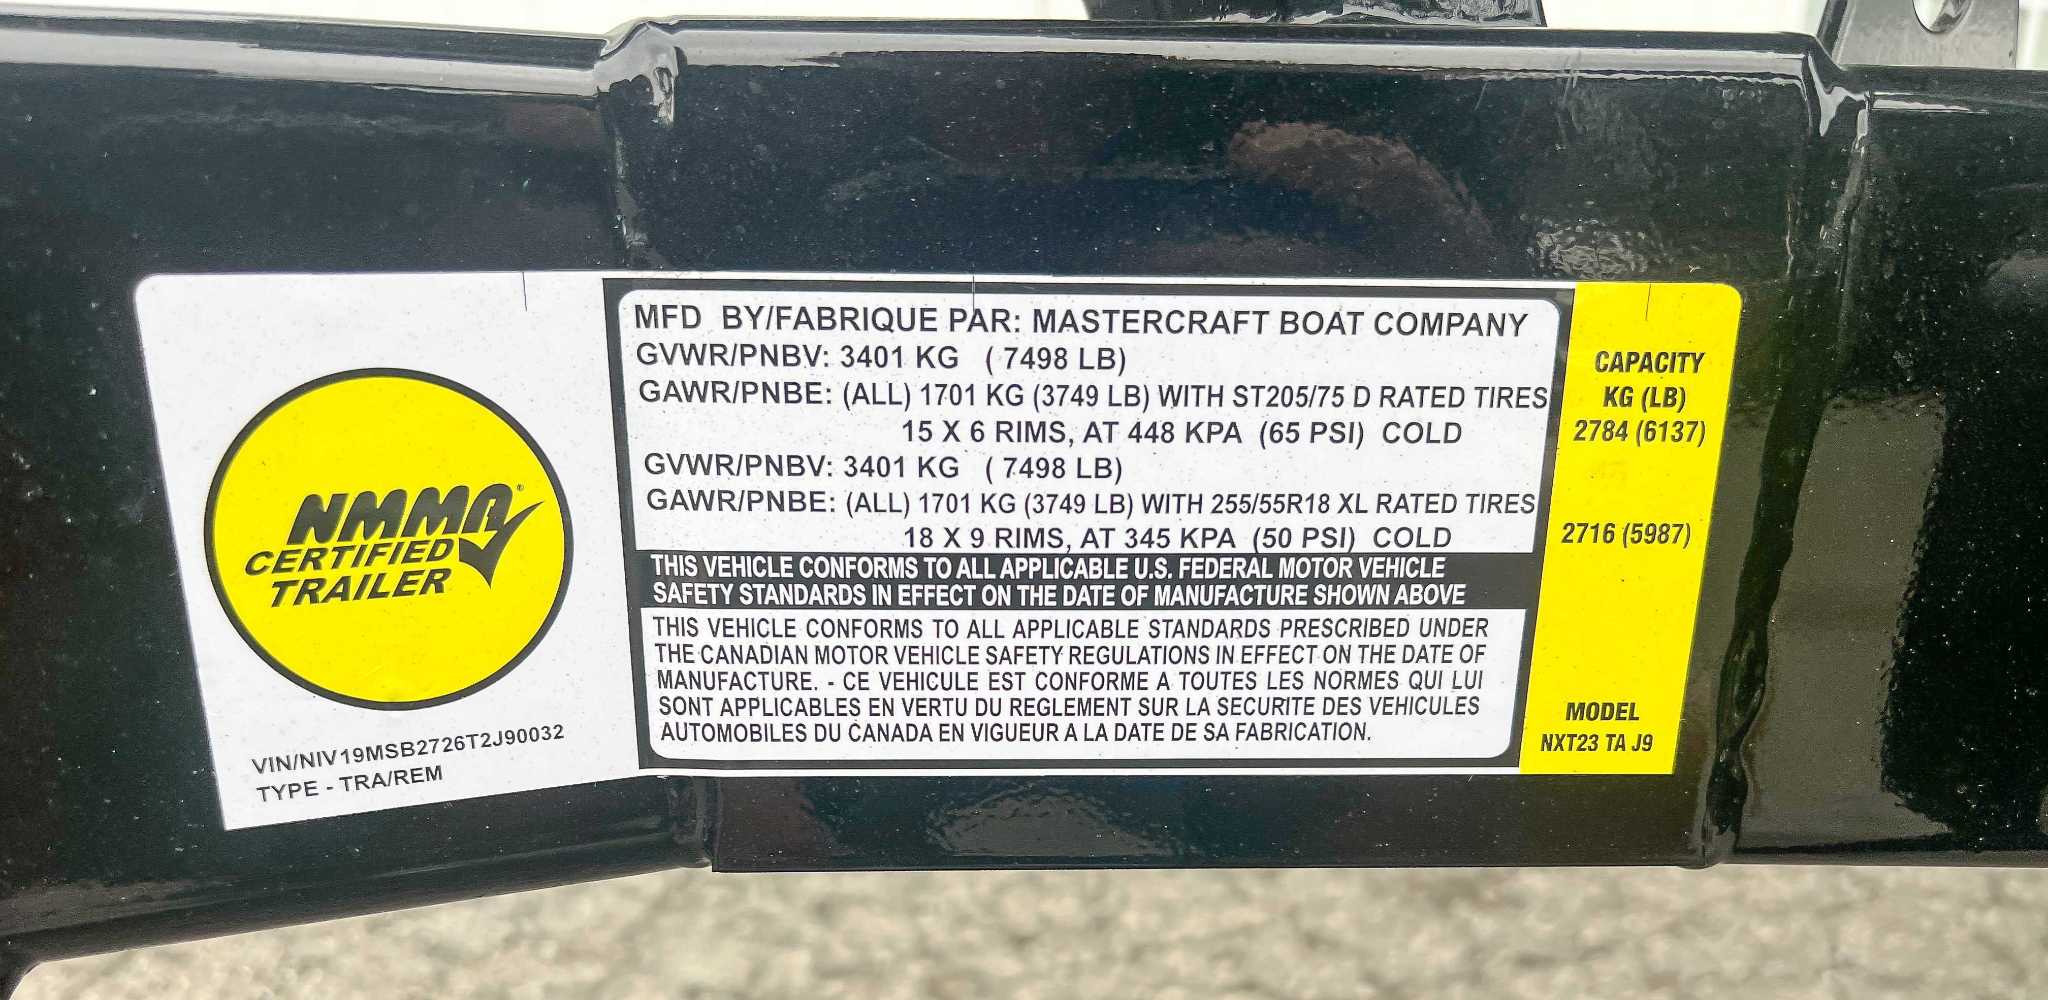 NMMA®
CERTIFIED
TRAILER
VIN/NIV19MSB2726T2J90032
TYPE - TRA/REM
MFD BY/FABRIQUE PAR: MASTERCRAFT BOAT COMPANY
GVWR/PNBV: 3401 KG ( 7498 LB)
GAWR/PNBE: (ALL) 1701 KG (3749 LB) WITH ST205/75 D RATED TIRES
15 X 6 RIMS, AT 448 KPA (65 PSI) COLD
GVWR/PNBV: 3401 KG ( 7498 LB)
GAWR/PNBE: (ALL) 1701 KG (3749 LB) WITH 255/55R18 XL RATED TIRES
18 X 9 RIMS, AT 345 KPA (50 PSI) COLD
THIS VEHICLE CONFORMS TO ALL APPLICABLE U.S. FEDERAL MOTOR VEHICLE
SAFETY STANDARDS IN EFFECT ON THE DATE OF MANUFACTURE SHOWN ABOVE
THIS VEHICLE CONFORMS TO ALL APPLICABLE STANDARDS PRESCRIBED UNDER
THE CANADIAN MOTOR VEHICLE SAFETY REGULATIONS IN EFFECT ON THE DATE OF
MANUFACTURE. - CE VEHICULE EST CONFORME A TOUTES LES NORMES QUI LUI
SONT APPLICABLES EN VERTU DU REGLEMENT SUR LA SECURITE DES VEHICULES
AUTOMOBILES DU CANADA EN VIGUEUR A LA DATE DE SA FABRICATION.
CAPACITY
KG (LB)
2784 (6137)
2716 (5987)
MODEL
NXT23 TA J9